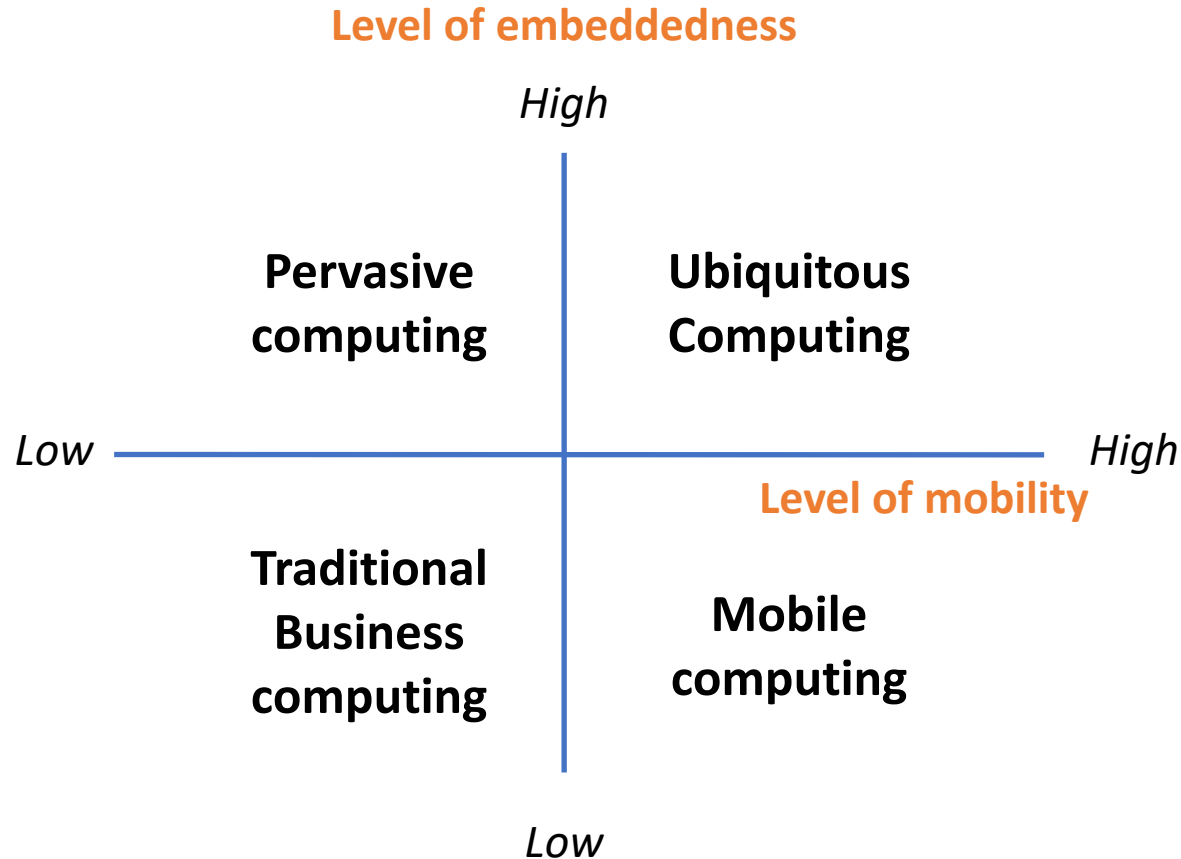 Level of embeddedness
High
Pervasive
computing
Ubiquitous
Computing
Low
High
Level of mobility
Traditional
Business
computing
Mobile
computing
Low